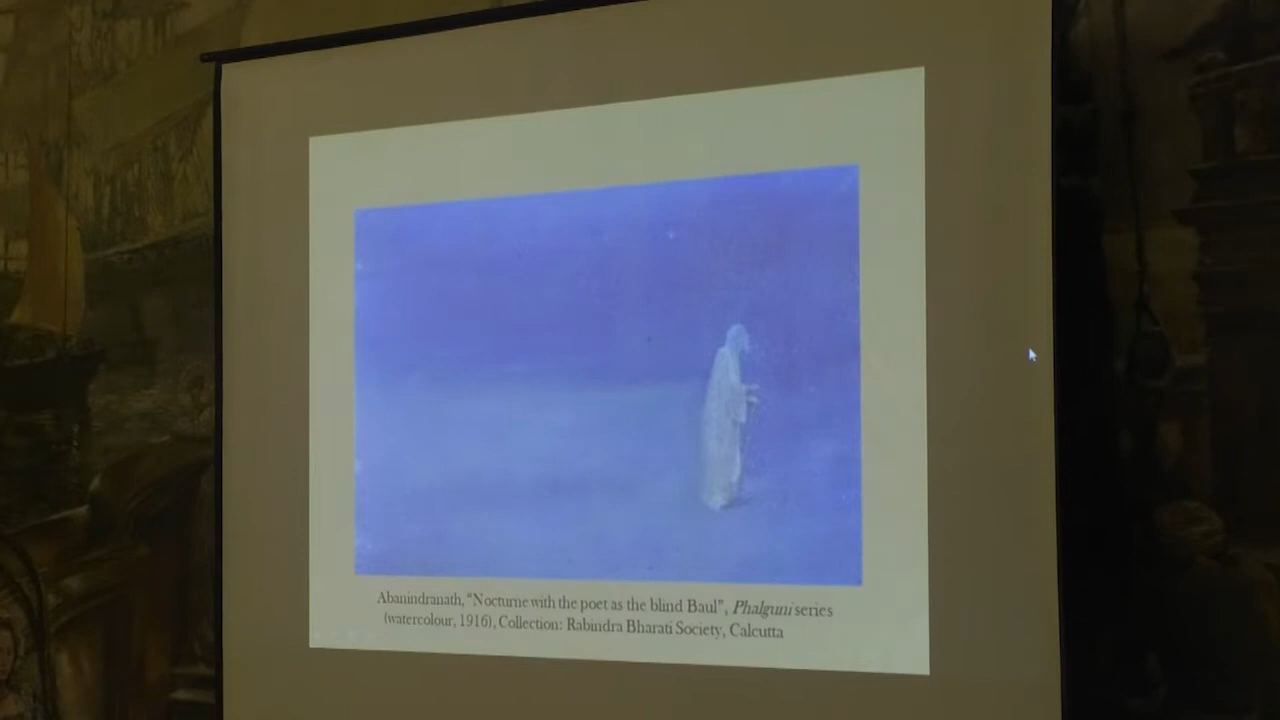 Abanindranath, "Nocturne with the poet as the blind Baul", Phalguni series
(watercolour, 1916), Collection: Rabindra Bharati Society, Calcutta